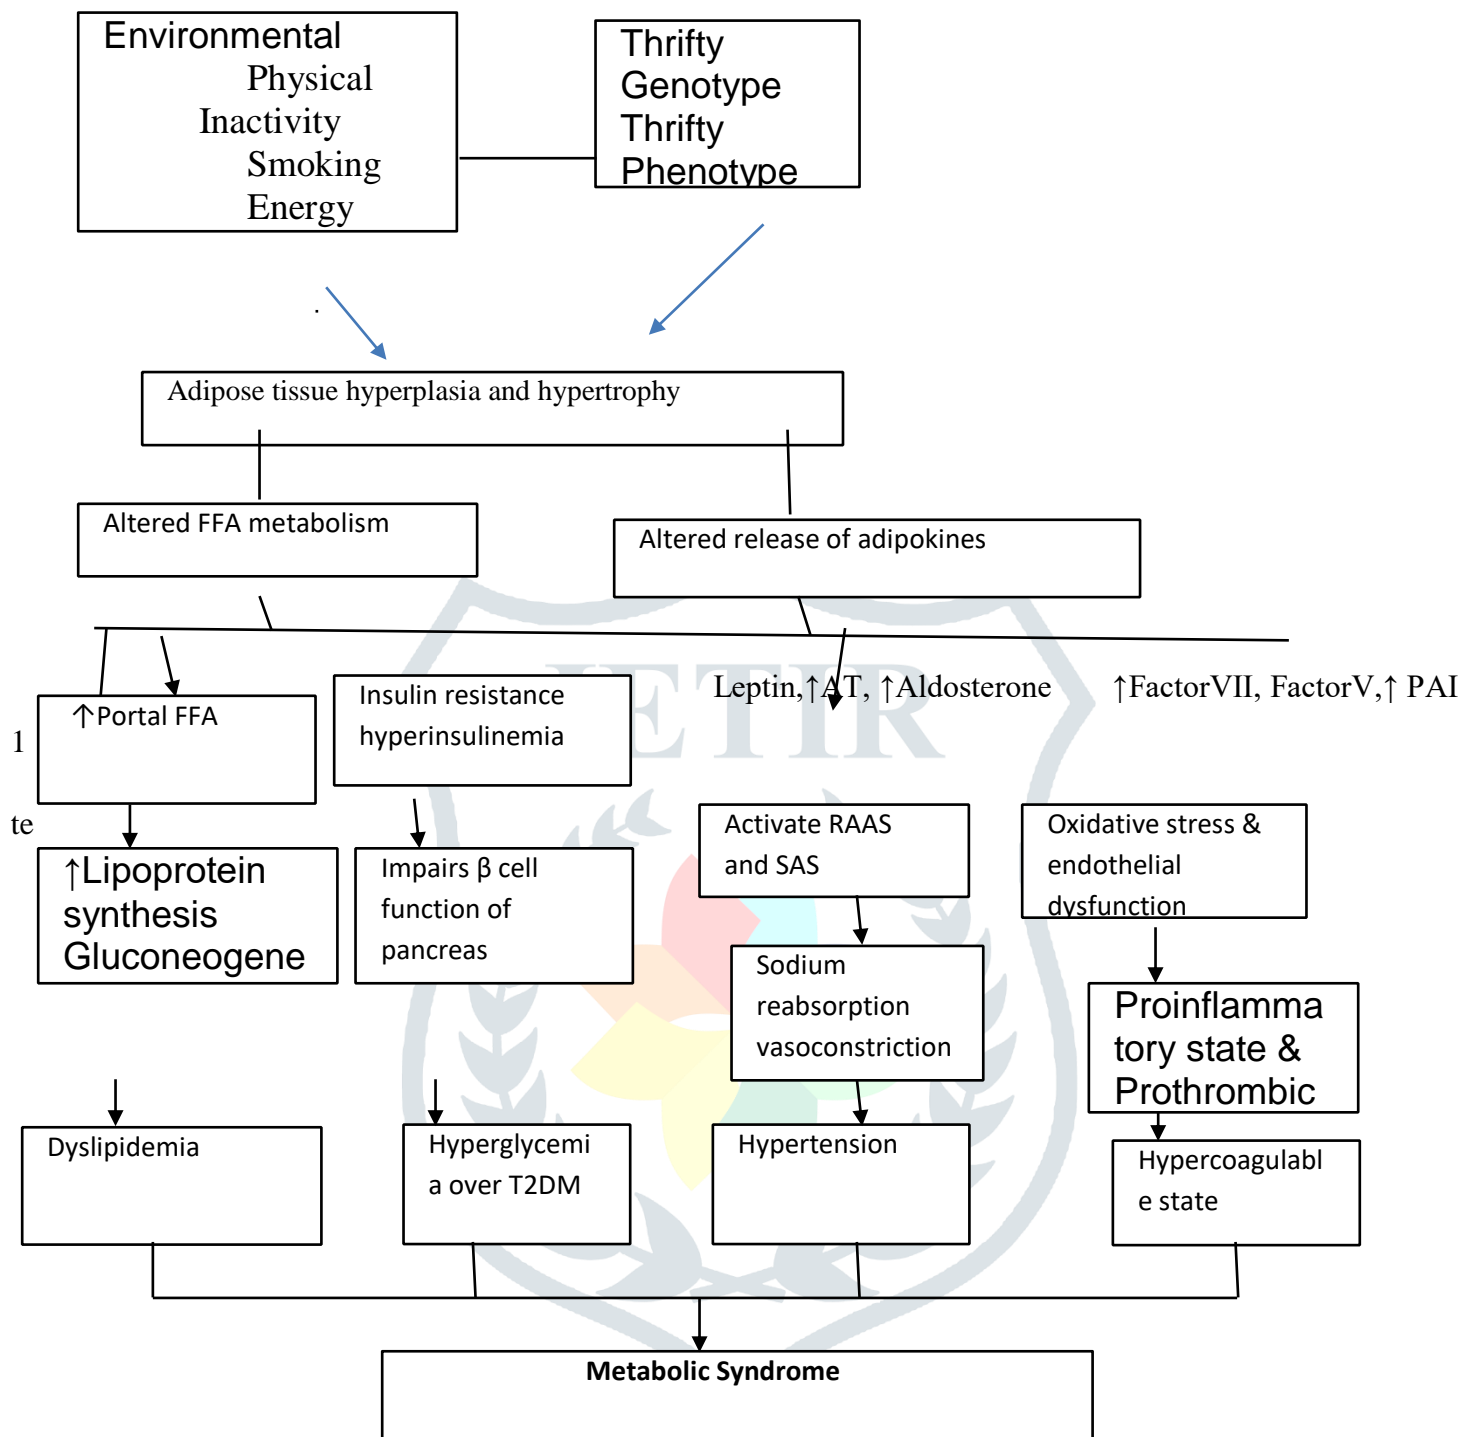 Environmental
Physical
Inactivity
Smoking
Energy
Thrifty
Genotype
Thrifty
Phenotype
Adipose tissue hyperplasia and hypertrophy
Altered FFA metabolism
Altered release of adipokines
JETIR
↑Portal FFA
Insulin resistance
hyperinsulinemia
Leptin,↑AT, ↑Aldosterone
↑FactorVII, FactorV,↑ PAI
1
te
↑Lipoprotein
synthesis
Gluconeogene
Impairs β cell
function of
pancreas
Activate RAAS
and SAS
Oxidative stress &
endothelial
dysfunction
Sodium
reabsorption
vasoconstriction
Proinflamma
tory state &
Prothrombic
Dyslipidemia
Hyperglycemi
a over T2DM
Hypertension
Hypercoagulabl
e state
Metabolic Syndrome